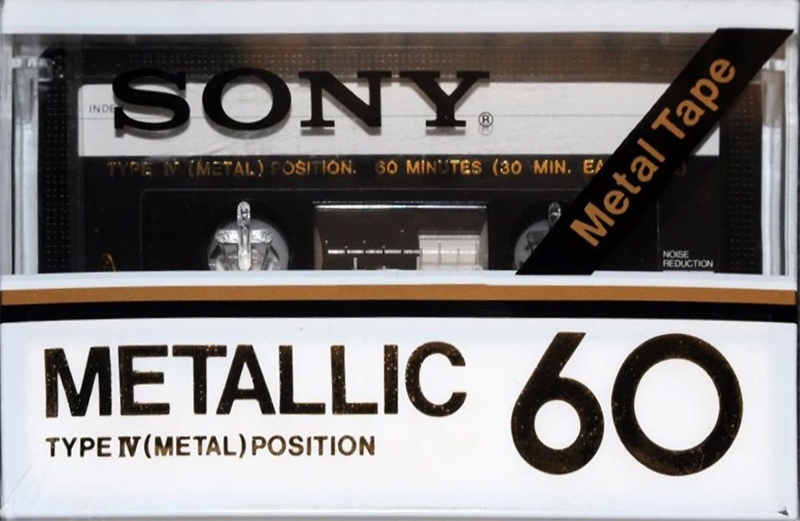 INDEX
SONY®
Metal Tape
TYPE IV (METAL) POSITION. 60 MINUTES (30 MIN.
A
NOISE
REDUCTION
METALLIC 60
TYPE IV (METAL) POSITION